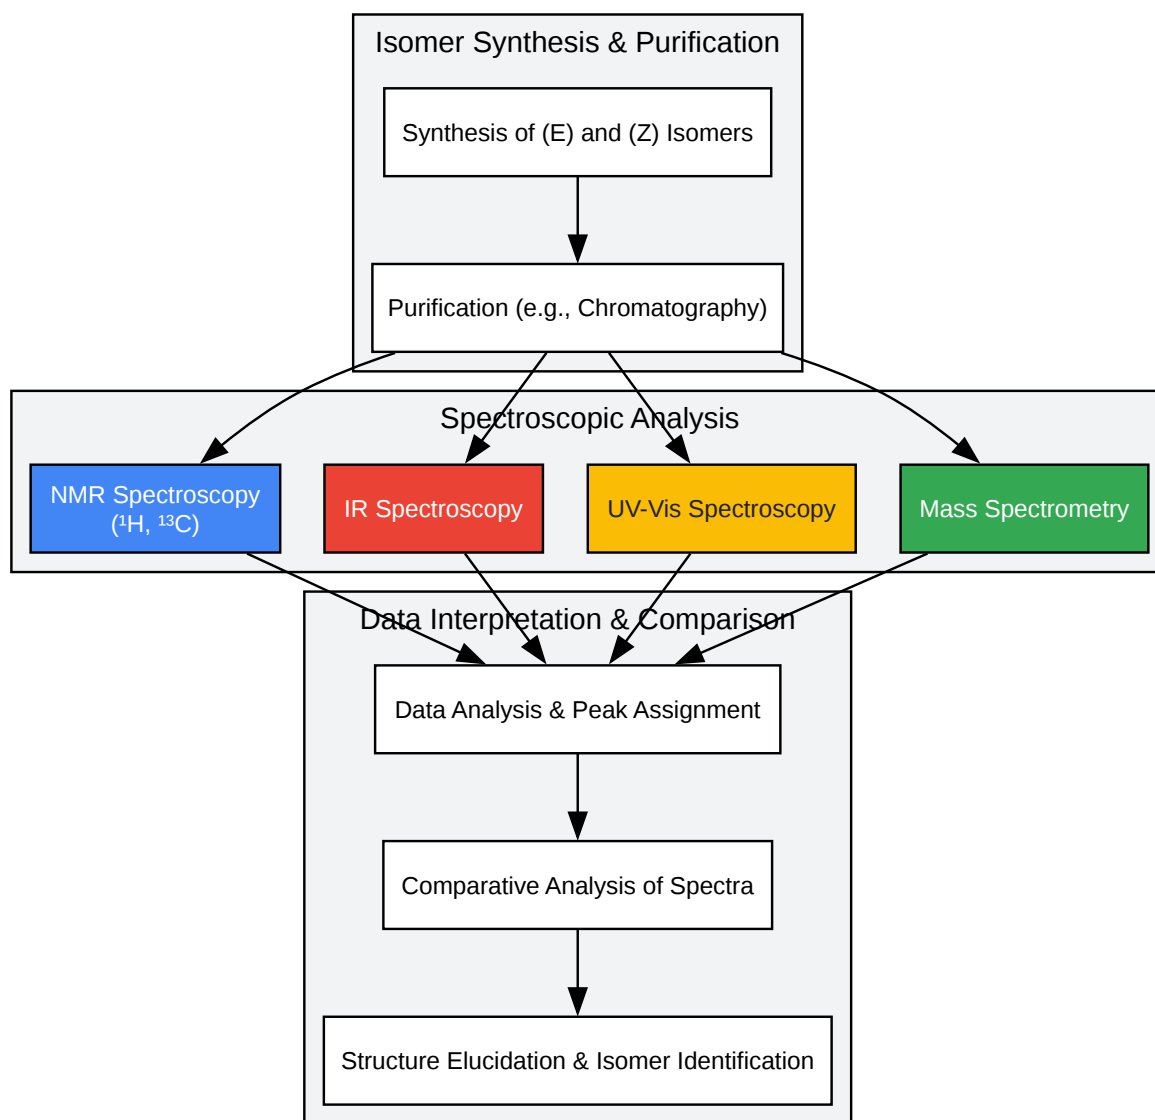 Isomer Synthesis & Purification
Synthesis of (E) and (Z) Isomers
Purification (e.g., Chromatography)
Spectroscopic Analysis
NMR Spectroscopy
(¹H, ¹³C)
IR Spectroscopy
UV-Vis Spectroscopy
Mass Spectrometry
Data Interpretation & Comparison
Data Analysis & Peak Assignment
Comparative Analysis of Spectra
Structure Elucidation & Isomer Identification